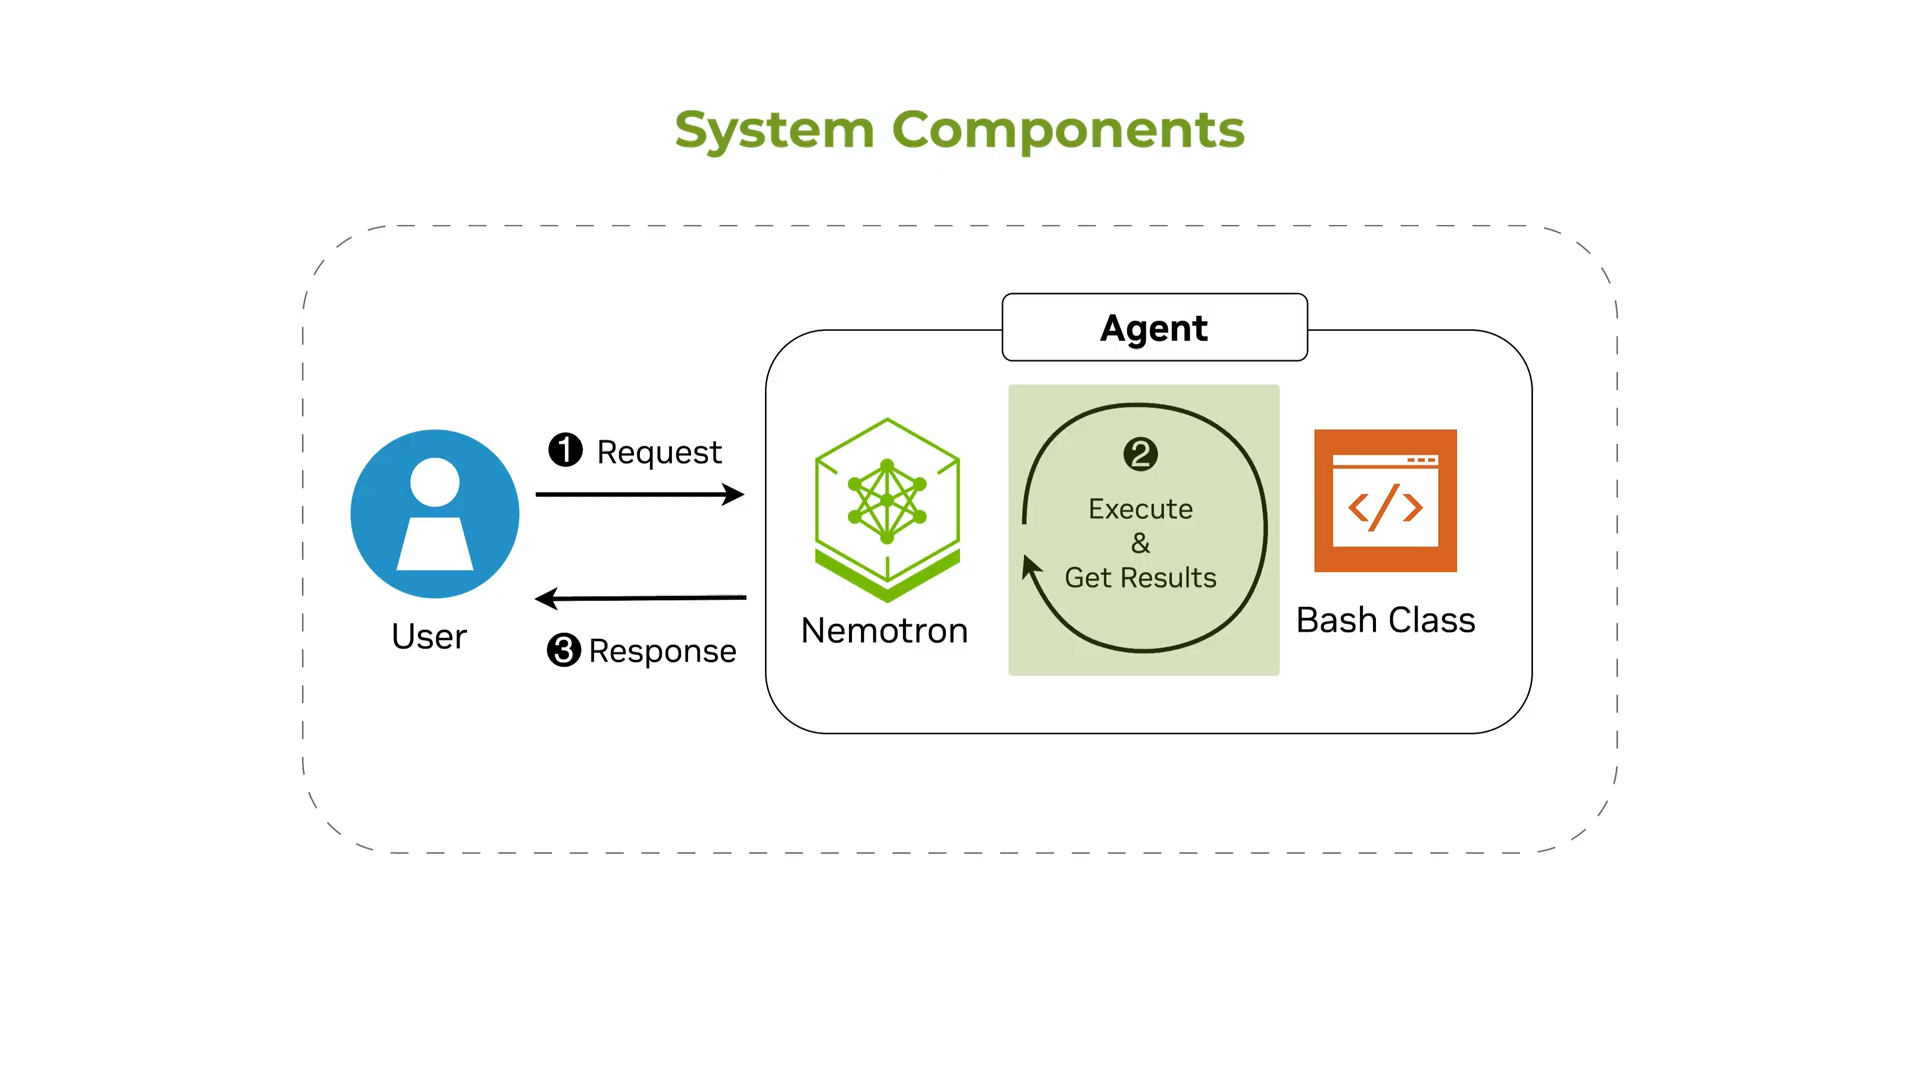 System Components
Agent
❶ Request
❷
Execute
&
Get Results
</>
User
❸ Response
Nemotron
Bash Class